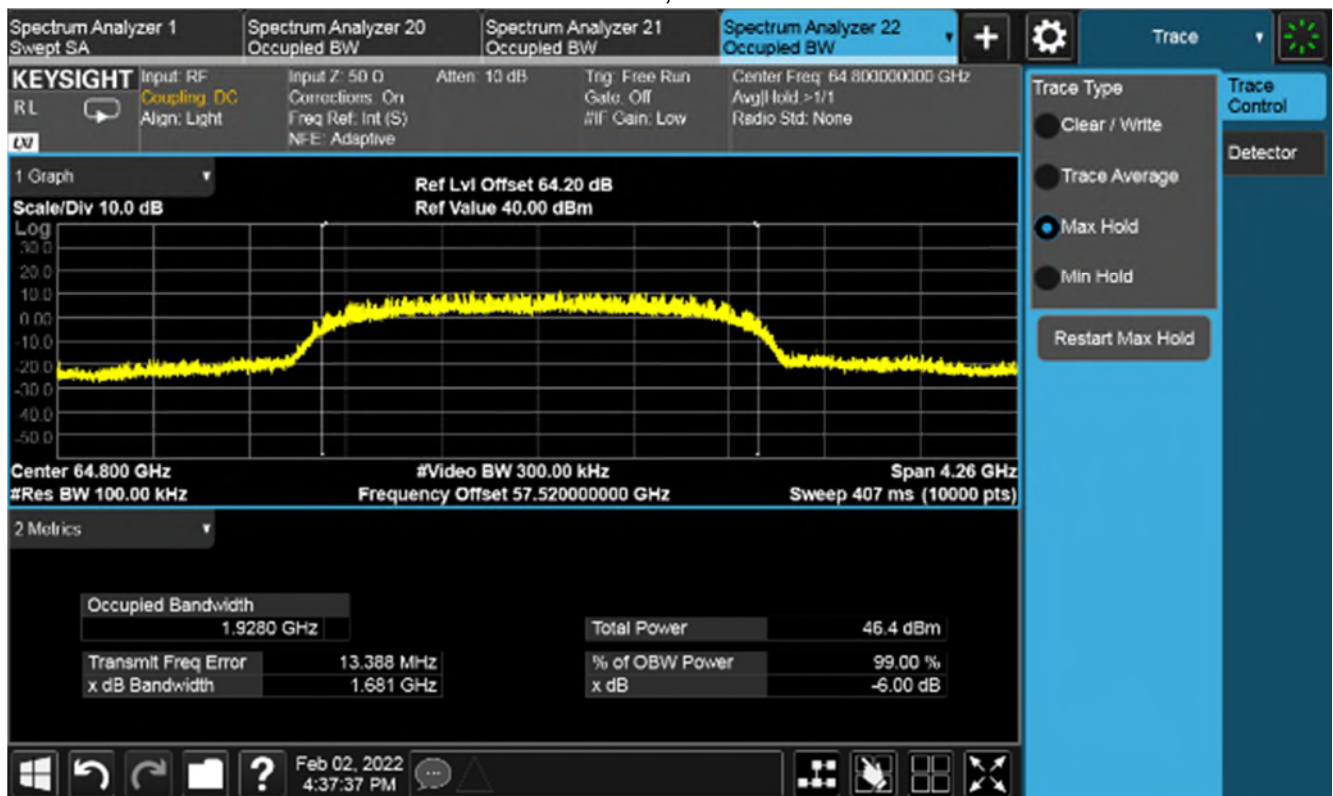 Spectrum Analyzer 1
Swept SA
Spectrum Analyzer 20
Occupied BW
Spectrum Analyzer 21
Occupied BW
Spectrum Analyzer 22
Occupied BW
+
Trace
KEYSIGHT
RL
LXI
Input: RF
Coupling: DC
Align: Light
Input Z: 50 Ω
Corrections: On
Freq Ref: Int (S)
NFE: Adaptive
Atten: 10 dB
Trig: Free Run
Gate: Off
#IF Gain: Low
Center Freq: 64.800000000 GHz
Avg|Hold:>1/1
Radio Std: None
Trace Type
Clear / Write
Trace Average
Max Hold
Min Hold
Restart Max Hold
Trace
Control
Detector
1 Graph
Scale/Div 10.0 dB
Ref Lvl Offset 64.20 dB
Ref Value 40.00 dBm
Log
30.0
20.0
10.0
0.00
-10.0
-20.0
-30.0
-40.0
-50.0
Center 64.800 GHz
#Video BW 300.00 kHz
Span 4.26 GHz
#Res BW 100.00 kHz
Frequency Offset 57.520000000 GHz
Sweep 407 ms (10000 pts)
2 Metrics
Occupied Bandwidth
1.9280 GHz
Total Power 46.4 dBm
Transmit Freq Error 13.388 MHz
% of OBW Power 99.00 %
x dB Bandwidth 1.681 GHz
x dB -6.00 dB
?
Feb 02, 2022
4:37:37 PM